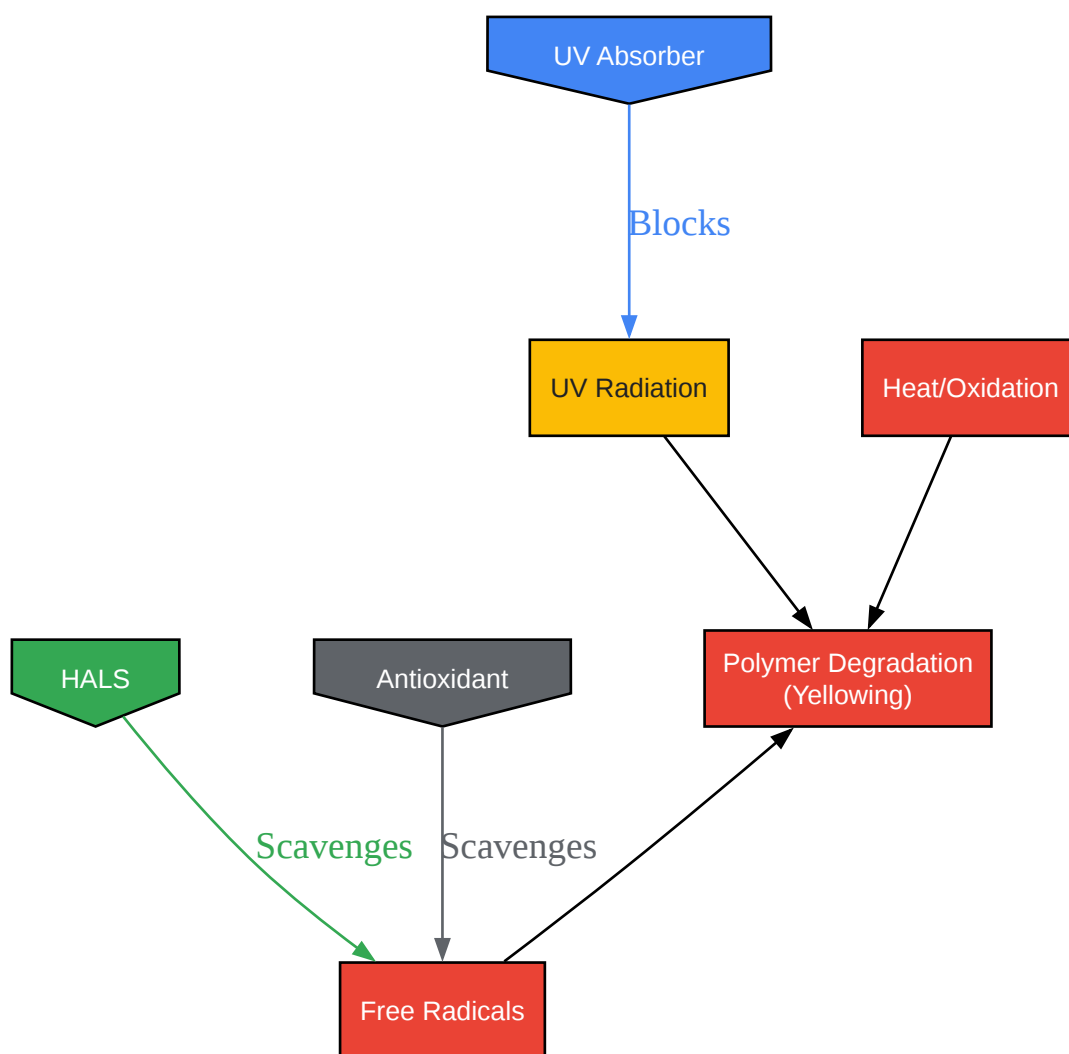 UV Absorber
Blocks
UV Radiation
Heat/Oxidation
Polymer Degradation
(Yellowing)
HALS
Antioxidant
Scavenges
Scavenges
Free Radicals